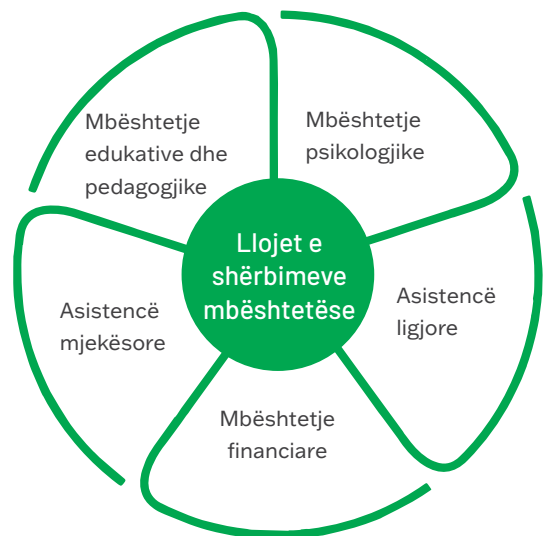 Mbështetje
edukative dhe
pedagogjike
Mbështetje
psikologjike
Llojet e
shërbimeve
mbështetëse
Asistencë
mjekësore
Asistencë
ligjore
Mbështetje
financiare